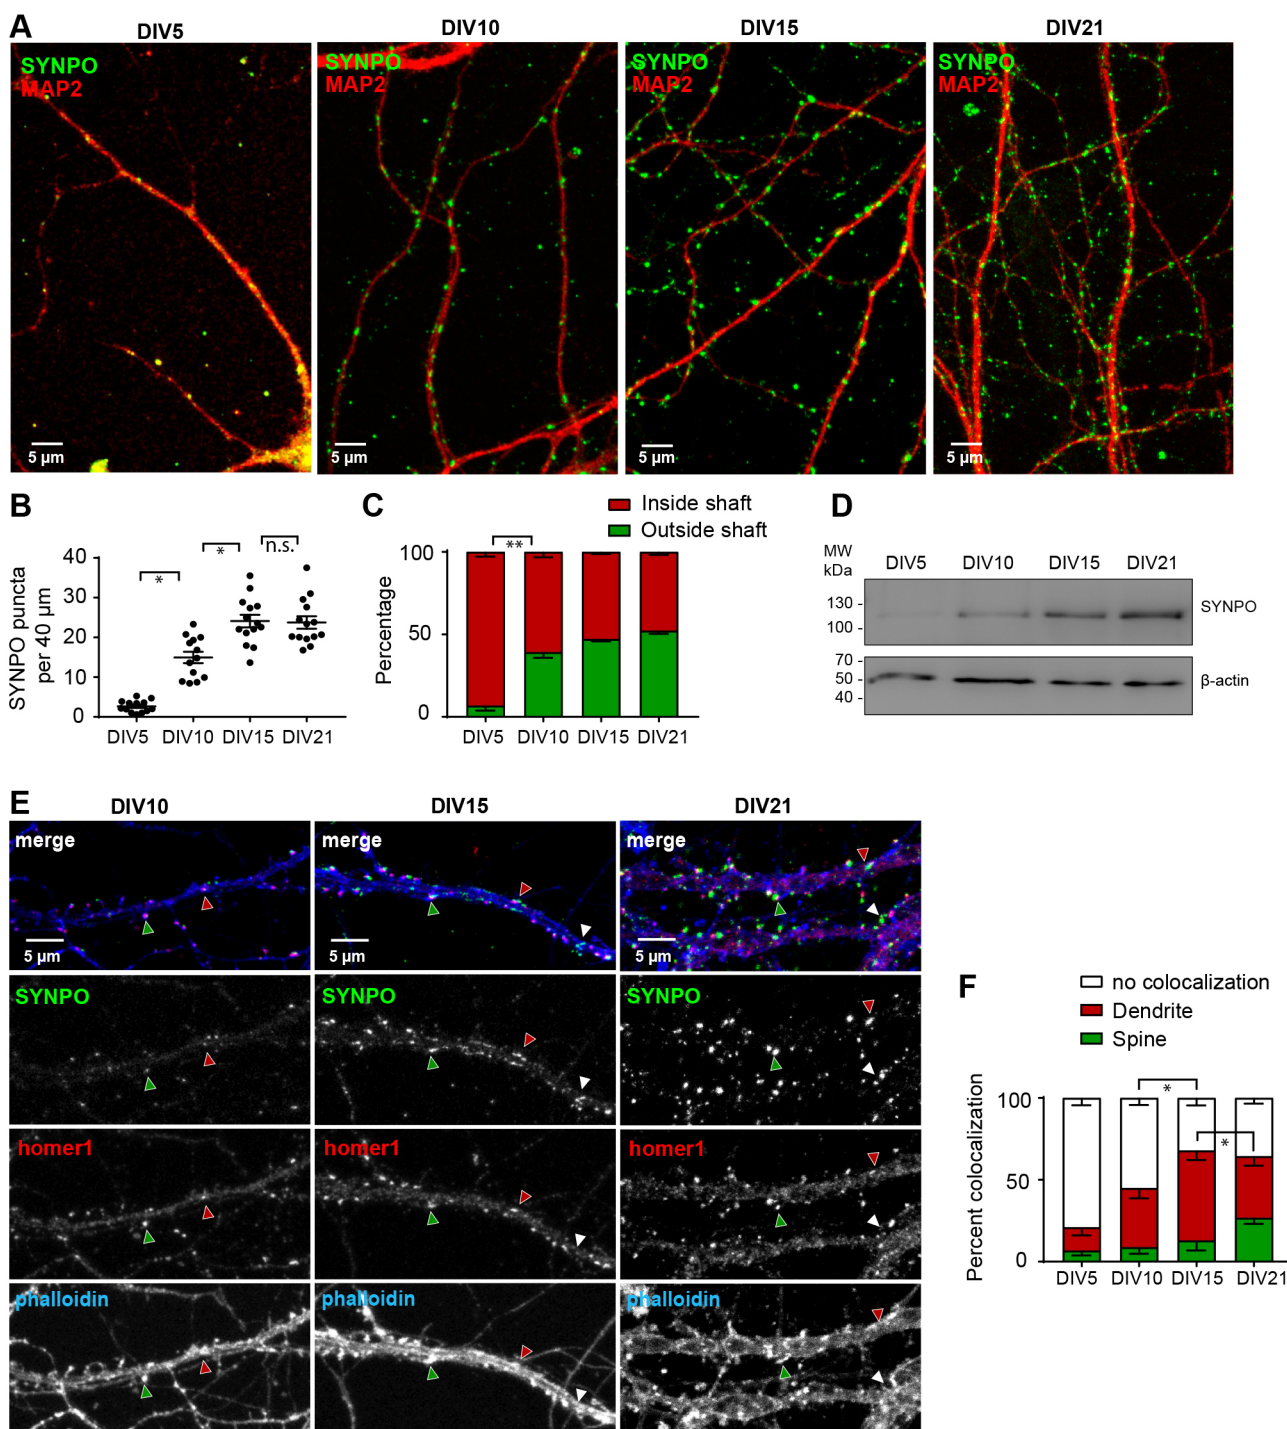 A
DIV5 DIV10 DIV15 DIV21
SYNPO SYNPO SYNPO SYNPO
MAP2 MAP2 MAP2 MAP2
5 µm 5 µm 5 µm 5 µm
B
SYNPO puncta
per 40 µm
40
30
20
10
0
* * n.s.
DIV5 DIV10 DIV15 DIV21
C
Inside shaft
Outside shaft
Percentage
100
50
0
**
DIV5 DIV10 DIV15 DIV21
D
MW
kDa
DIV5 DIV10 DIV15 DIV21
130 -
100 -
SYNPO
70 -
50 -
40 -
β-actin
E
DIV10 DIV15 DIV21
merge merge merge
5 µm 5 µm 5 µm
SYNPO SYNPO SYNPO
homer1 homer1 homer1
phalloidin phalloidin phalloidin
F
no colocalization
Dendrite
Spine
Percent colocalization
100
50
0
* *
DIV5 DIV10 DIV15 DIV21